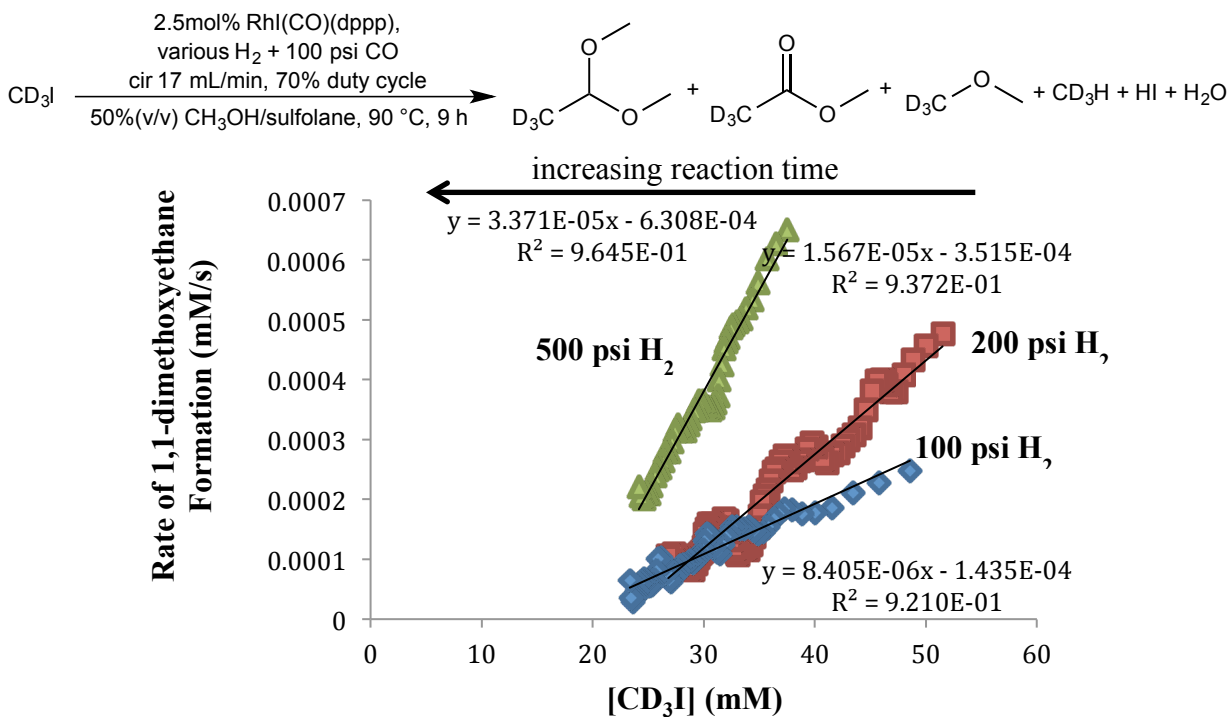 2.5mol% RhI(CO)(dppp),
various H₂ + 100 psi CO
cir 17 mL/min, 70% duty cycle
CD₃I
50%(v/v) CH₃OH/sulfolane, 90 °C, 9 h
O
D₃C
O
+
O
D₃C
O
+
D₃C
O
+ CD₃H + HI + H₂O
increasing reaction time
Rate of 1,1-dimethoxyethane
Formation (mM/s)
0.0007
0.0006
0.0005
0.0004
0.0003
0.0002
0.0001
0
y = 3.371E-05x - 6.308E-04
R² = 9.645E-01
y = 1.567E-05x - 3.515E-04
R² = 9.372E-01
500 psi H₂
200 psi H₂
100 psi H₂
y = 8.405E-06x - 1.435E-04
R² = 9.210E-01
0 10 20 30 40 50 60
[CD₃I] (mM)